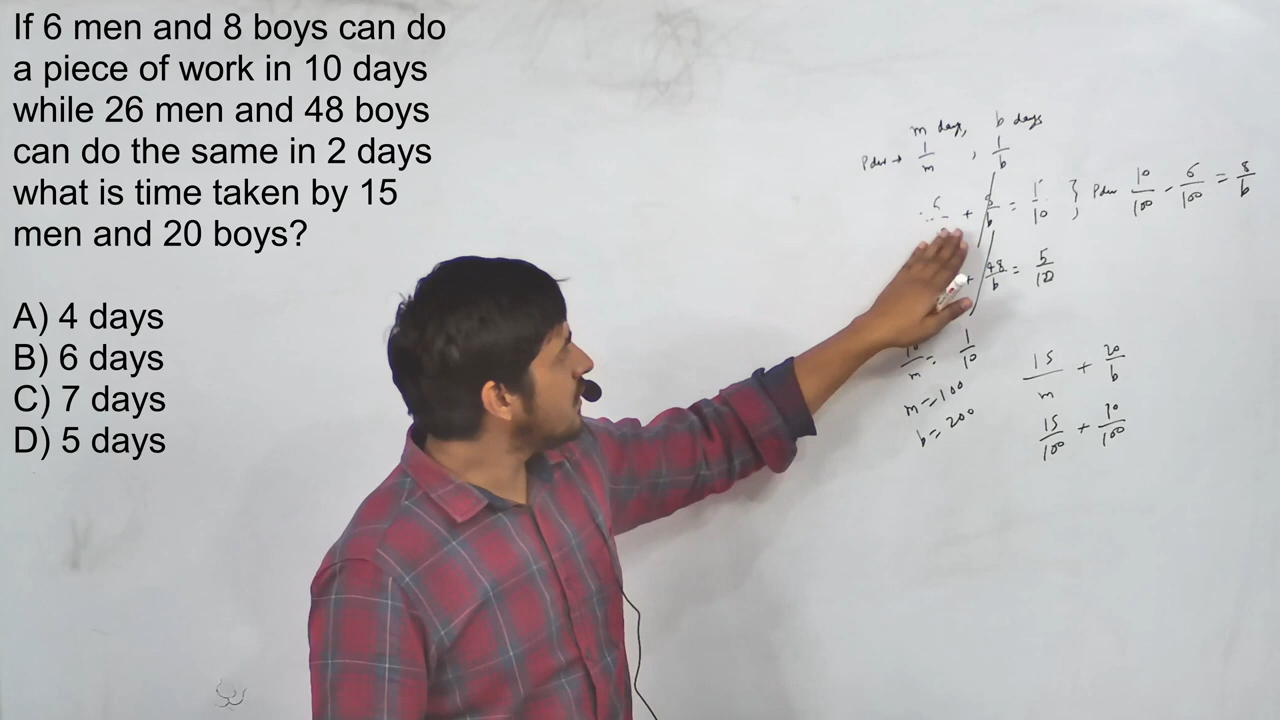 If 6 men and 8 boys can do
a piece of work in 10 days
while 26 men and 48 boys
can do the same in 2 days
what is time taken by 15
men and 20 boys?
A) 4 days
B) 6 days
C) 7 days
D) 5 days
m days, b days
1/m , 1/b
6 + 8/b = 1/10 } 10/100 - 6/100 = 8/b
+ 48/b = 5/10
10/m = 1/10
m = 100
b = 200
15/m + 20/b
15/100 + 10/100